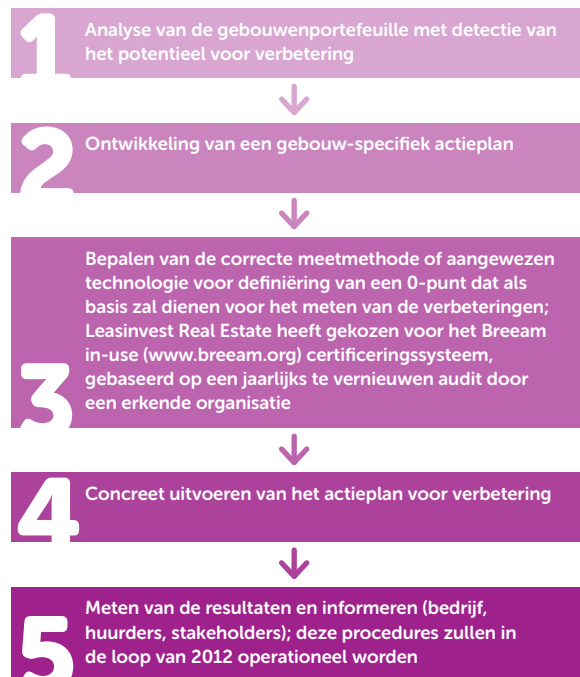 1
Analyse van de gebouwenportefeuille met detectie van
het potentieel voor verbetering
2
Ontwikkeling van een gebouw-specifiek actieplan
3
Bepalen van de correcte meetmethode of aangewezen
technologie voor definiëring van een 0-punt dat als
basis zal dienen voor het meten van de verbeteringen;
Leasinvest Real Estate heeft gekozen voor het Breeam
in-use (www.breeam.org) certificeringssysteem,
gebaseerd op een jaarlijks te vernieuwen audit door
een erkende organisatie
4
Concreet uitvoeren van het actieplan voor verbetering
5
Meten van de resultaten en informeren (bedrijf,
huurders, stakeholders); deze procedures zullen in
de loop van 2012 operationeel worden